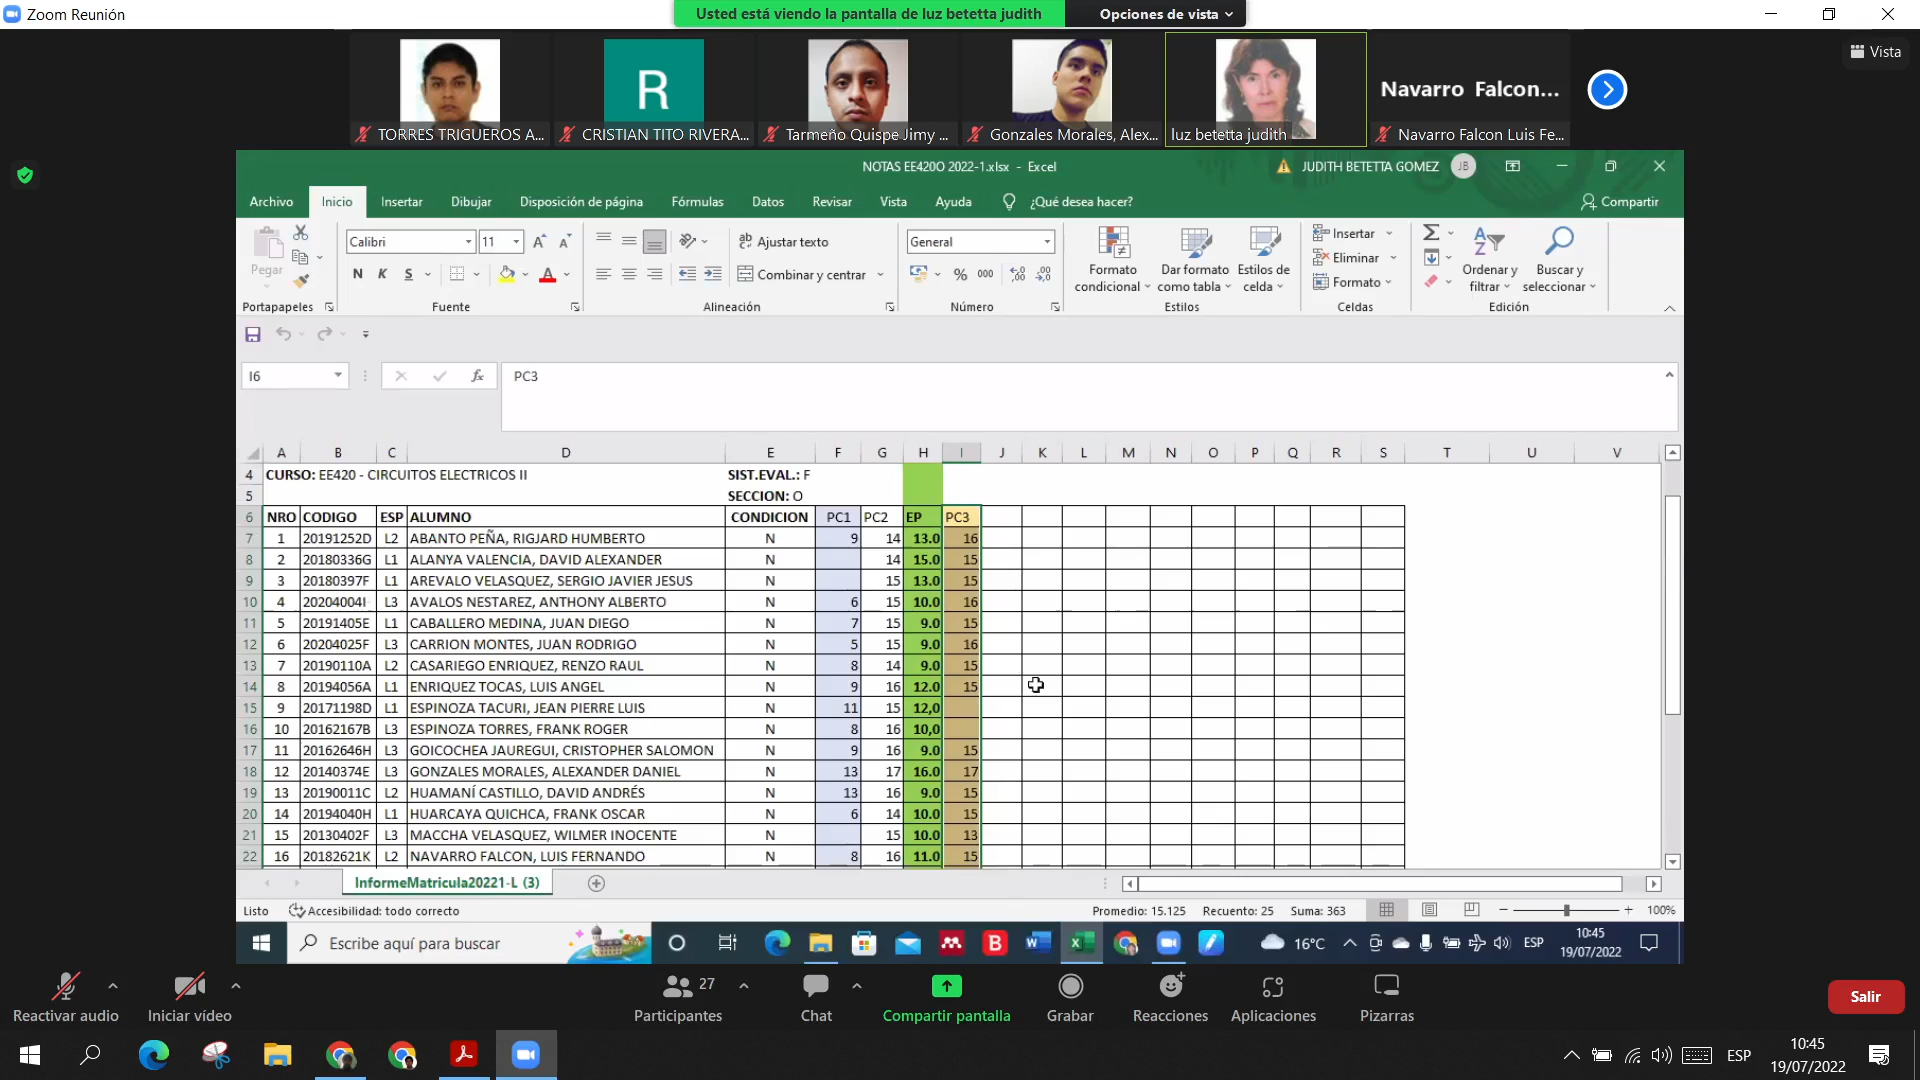 Zoom Reunión
Usted está viendo la pantalla de luz betetta judith
Opciones de vista
Vista
R
Navarro Falcon...
TORRES TRIGUEROS A...
CRISTIAN TITO RIVERA...
Tarmeño Quispe Jimy ...
Gonzales Morales, Alex...
luz betetta judith
Navarro Falcon Luis Fe...
NOTAS EE420O 2022-1.xlsx - Excel
JUDITH BETETTA GOMEZ JB
Archivo Inicio Insertar Dibujar Disposición de página Fórmulas Datos Revisar Vista Ayuda ¿Qué desea hacer? Compartir
Pegar
Calibri 11
N K S
Ajustar texto
Combinar y centrar
General
% 000
Formato condicional
Dar formato como tabla
Estilos de celda
Insertar
Eliminar
Formato
Ordenar y filtrar
Buscar y seleccionar
Portapapeles Fuente Alineación Número Estilos Celdas Edición
I6 fx PC3
A B C D E F G H I J K L M N O P Q R S T U V
4 CURSO: EE420 - CIRCUITOS ELECTRICOS II SIST.EVAL.: F
5 SECCION: O
6 NRO CODIGO ESP ALUMNO CONDICION PC1 PC2 EP PC3
7 1 20191252D L2 ABANTO PEÑA, RIGJARD HUMBERTO N 9 14 13.0 16
8 2 20180336G L1 ALANYA VALENCIA, DAVID ALEXANDER N 14 15.0 15
9 3 20180397F L1 AREVALO VELASQUEZ, SERGIO JAVIER JESUS N 15 13.0 15
10 4 20204004I L3 AVALOS NESTAREZ, ANTHONY ALBERTO N 6 15 10.0 16
11 5 20191405E L1 CABALLERO MEDINA, JUAN DIEGO N 7 15 9.0 15
12 6 20204025F L3 CARRION MONTES, JUAN RODRIGO N 5 15 9.0 16
13 7 20190110A L2 CASARIEGO ENRIQUEZ, RENZO RAUL N 8 14 9.0 15
14 8 20194056A L1 ENRIQUEZ TOCAS, LUIS ANGEL N 9 16 12.0 15
15 9 20171198D L1 ESPINOZA TACURI, JEAN PIERRE LUIS N 11 15 12,0
16 10 20162167B L3 ESPINOZA TORRES, FRANK ROGER N 8 16 10,0
17 11 20162646H L3 GOICOCHEA JAUREGUI, CRISTOPHER SALOMON N 9 16 9.0 15
18 12 20140374E L3 GONZALES MORALES, ALEXANDER DANIEL N 13 17 16.0 17
19 13 20190011C L2 HUAMANÍ CASTILLO, DAVID ANDRÉS N 13 16 9.0 15
20 14 20194040H L1 HUARCAYA QUICHCA, FRANK OSCAR N 6 14 10.0 15
21 15 20130402F L3 MACCHA VELASQUEZ, WILMER INOCENTE N 15 10.0 13
22 16 20182621K L2 NAVARRO FALCON, LUIS FERNANDO N 8 16 11.0 15
InformeMatricula20221-L (3)
Listo Accesibilidad: todo correcto Promedio: 15.125 Recuento: 25 Suma: 363 100%
Escribe aquí para buscar
16°C ESP 10:45
19/07/2022
27
Reactivar audio Iniciar vídeo Participantes Chat Compartir pantalla Grabar Reacciones Aplicaciones Pizarras Salir
ESP 10:45
19/07/2022